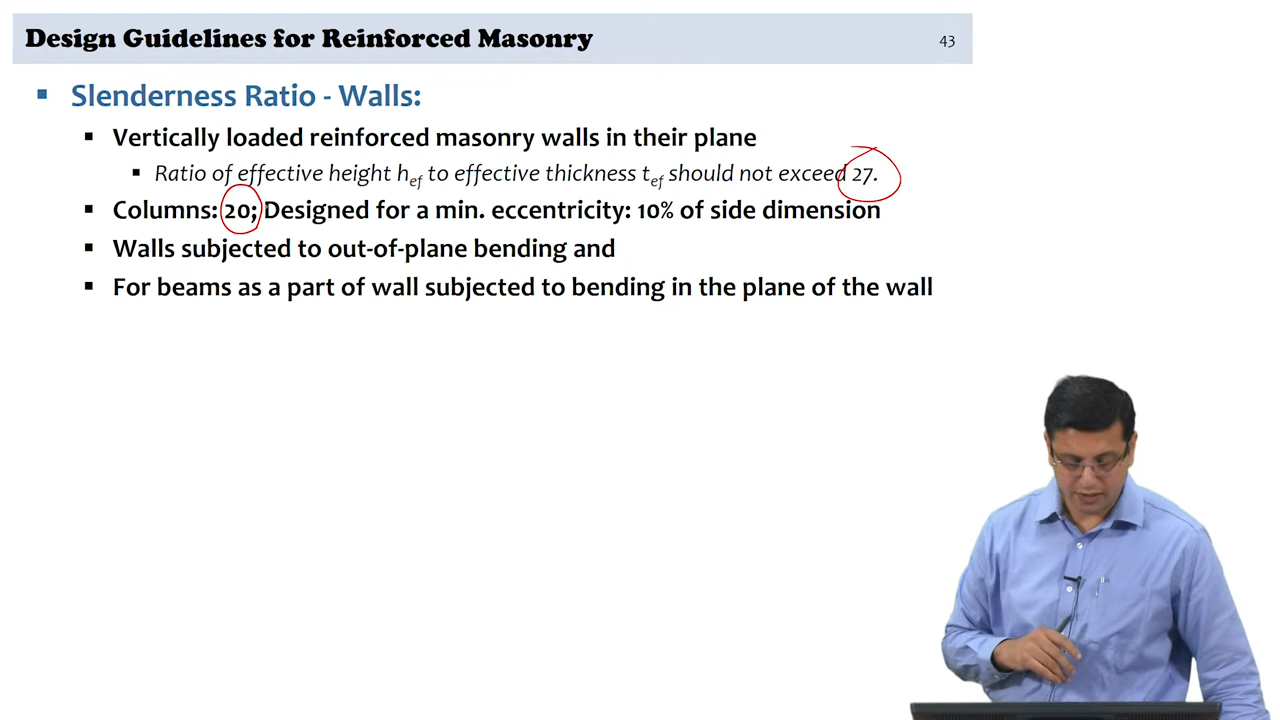 Design Guidelines for Reinforced Masonry
43
▪ Slenderness Ratio - Walls:
▪ Vertically loaded reinforced masonry walls in their plane
▪ Ratio of effective height hef to effective thickness tef should not exceed 27.
▪ Columns: 20; Designed for a min. eccentricity: 10% of side dimension
▪ Walls subjected to out-of-plane bending and
▪ For beams as a part of wall subjected to bending in the plane of the wall